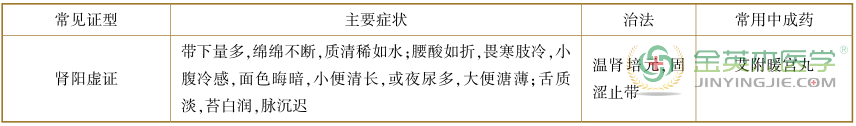 常见证型 主要症状 治法 常用中成药
肾阳虚证
带下量多,绵绵不断,质清稀如水;腰酸如折,畏寒肢冷,小
腹冷感,面色晦暗,小便清长,或夜尿多,大便溏薄;舌质
淡,苔白润,脉沉迟
温肾培元,固
涩止带
艾附暖宫丸
金英杰医学®
JINYINGJIE.COM